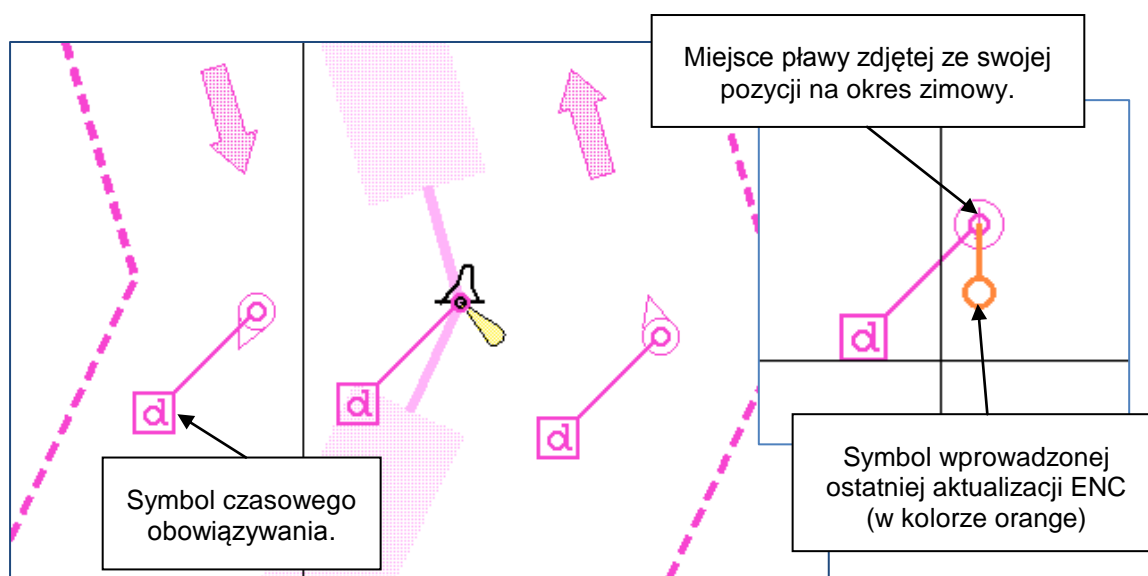 Miejsce pławy zdjętej ze swojej
pozycji na okres zimowy.
d
d
d
d
Symbol czasowego
obowiązywania.
Symbol wprowadzonej
ostatniej aktualizacji ENC
(w kolorze orange)